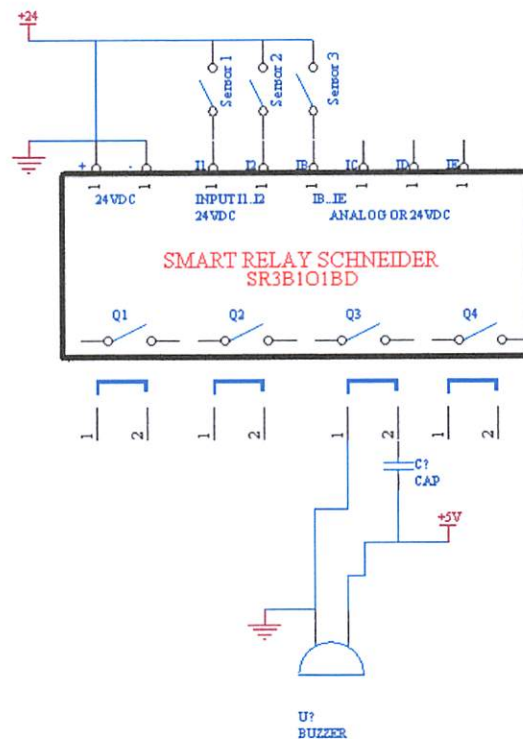 +24
Sensor 1
Sensor 2
Sensor 3
+ - I1 I2 IB IC ID IE
1 1 1 1 1 1 1 1
24VDC INPUT I1..I2 IB...IE
24VDC ANALOG OR 24VDC
SMART RELAY SCHNEIDER
SR3B101BD
Q1 Q2 Q3 Q4
1 2 1 2 1 2 1 2
C?
CAP
+5V
U?
BUZZER